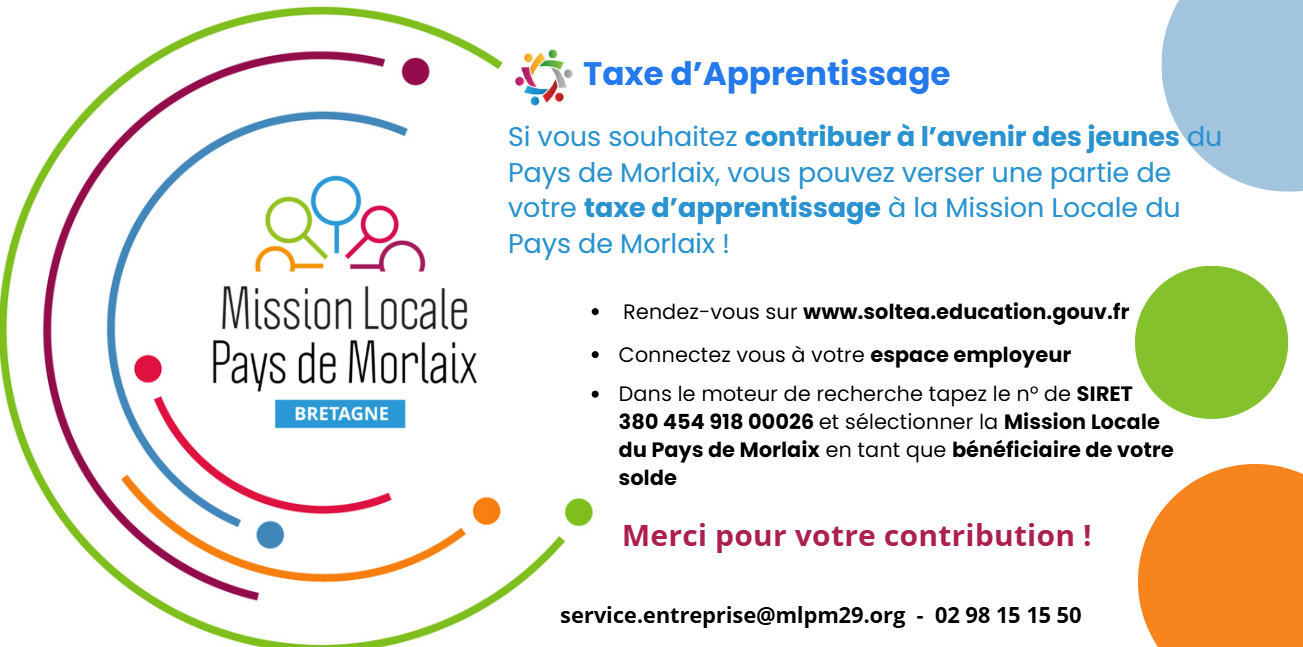 Mission Locale
Pays de Morlaix
BRETAGNE
Taxe d'Apprentissage
Si vous souhaitez contribuer à l'avenir des jeunes du
Pays de Morlaix, vous pouvez verser une partie de
votre taxe d'apprentissage à la Mission Locale du
Pays de Morlaix !
• Rendez-vous sur www.soltea.education.gouv.fr
• Connectez vous à votre espace employeur
• Dans le moteur de recherche tapez le n° de SIRET
380 454 918 00026 et sélectionner la Mission Locale
du Pays de Morlaix en tant que bénéficiaire de votre
solde
Merci pour votre contribution !
service.entreprise@mlpm29.org - 02 98 15 15 50